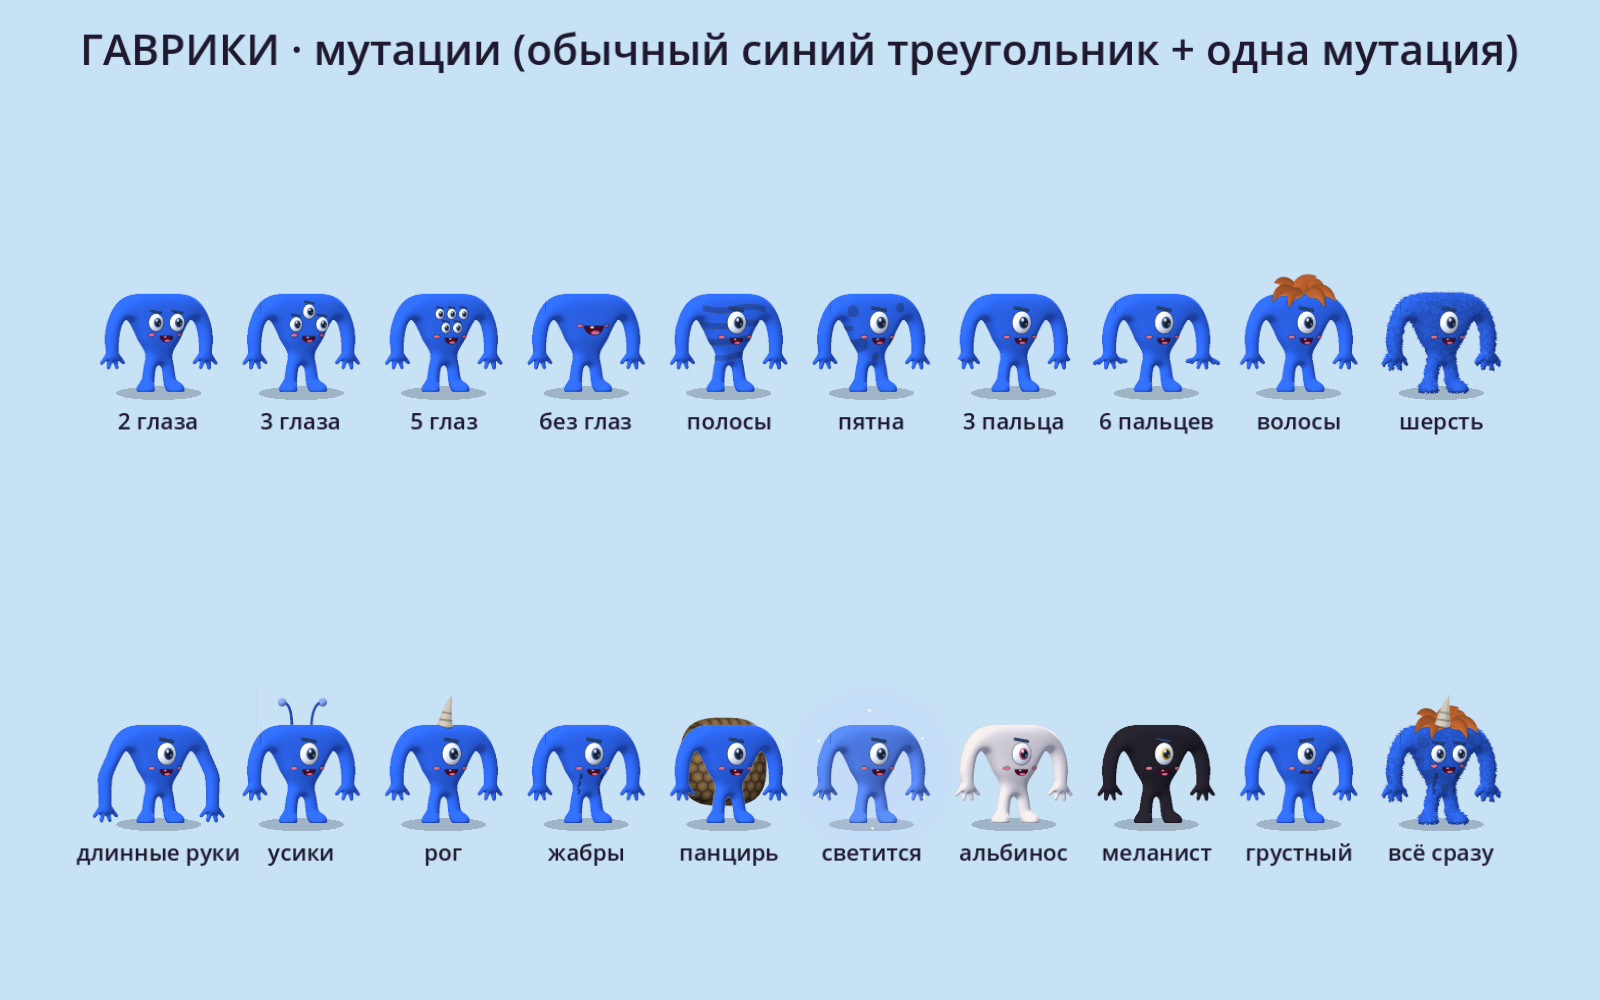 ГАВРИКИ · мутации (обычный синий треугольник + одна мутация)
2 глаза 3 глаза 5 глаз без глаз полосы пятна 3 пальца 6 пальцев волосы шерсть
длинные руки усики рог жабры панцирь светится альбинос меланист грустный всё сразу